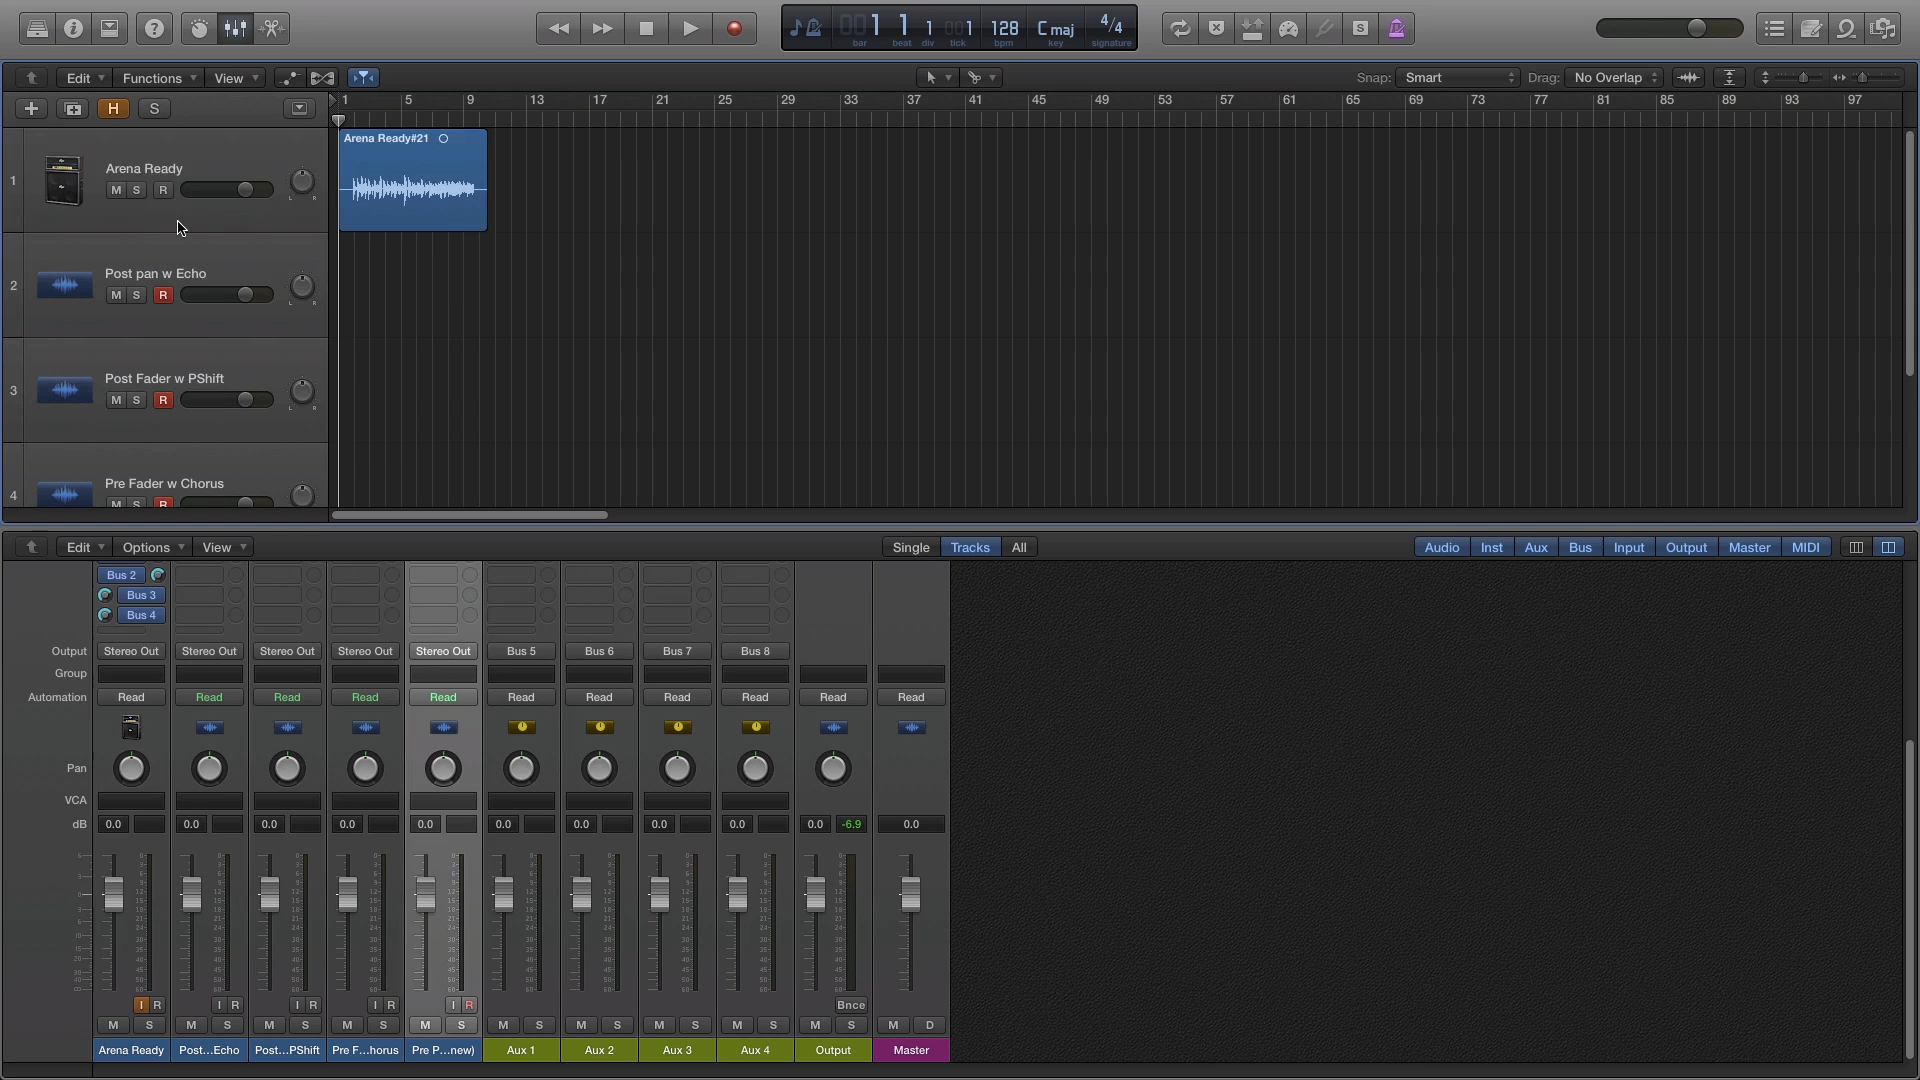 1 1 1 001 128 C maj 4/4
bar beat div tick bpm key signature
Edit Functions View Snap: Smart Drag: No Overlap
H S
1 5 9 13 17 21 25 29 33 37 41 45 49 53 57 61 65 69 73 77 81 85 89 93 97
Arena Ready#21
1 Arena Ready
M S R
L R
2 Post pan w Echo
M S R
L R
3 Post Fader w PShift
M S R
L R
4 Pre Fader w Chorus
M S R
Edit Options View Single Tracks All Audio Inst Aux Bus Input Output Master MIDI
Bus 2
Bus 3
Bus 4
Output Stereo Out Stereo Out Stereo Out Stereo Out Stereo Out Bus 5 Bus 6 Bus 7 Bus 8
Group
Automation Read Read Read Read Read Read Read Read Read Read Read
Pan
VCA
dB 0.0 0.0 0.0 0.0 0.0 0.0 0.0 0.0 0.0 0.0 -6.9 0.0
I R I R I R I R I R Bnce
M S M S M S M S M S M S M S M S M S M S M D
Arena Ready Post...Echo Post...PShift Pre F...horus Pre P...new) Aux 1 Aux 2 Aux 3 Aux 4 Output Master